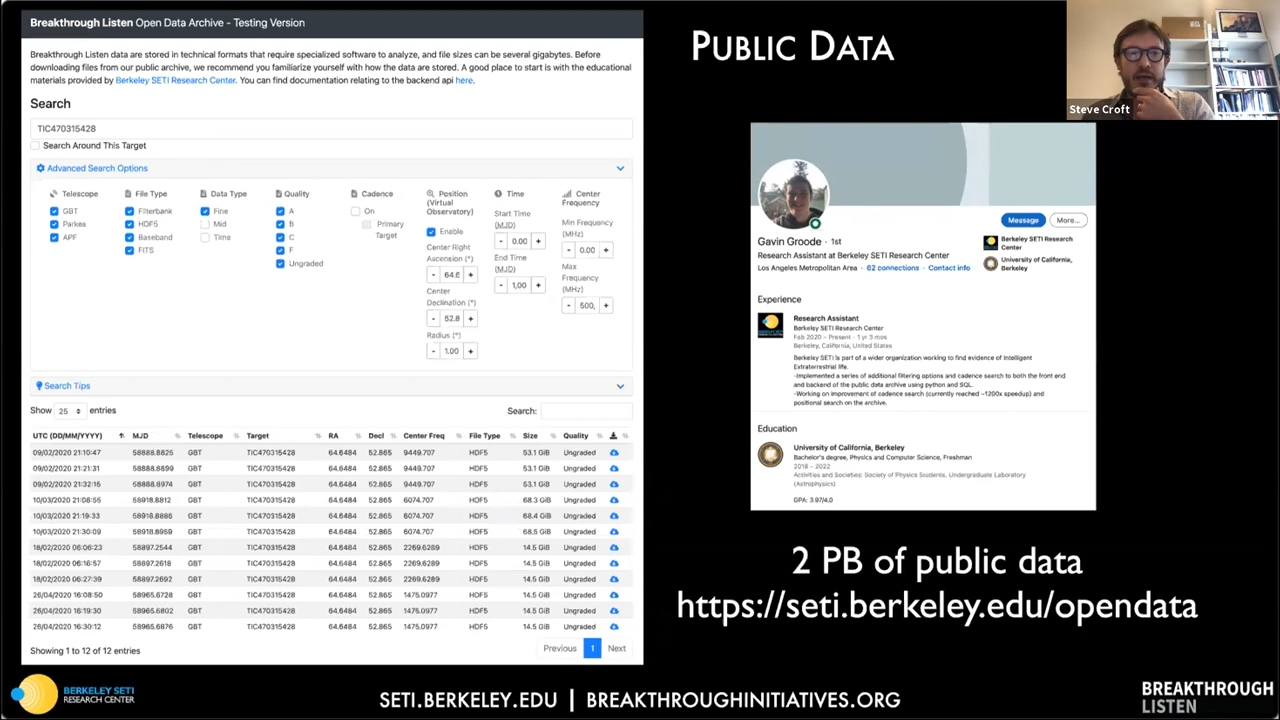 Breakthrough Listen Open Data Archive - Testing Version
Breakthrough Listen data are stored in technical formats that require specialized software to analyze, and file sizes can be several gigabytes. Before
downloading files from our public archive, we recommend you familiarize yourself with how the data are stored. A good place to start is with the educational
materials provided by Berkeley SETI Research Center. You can find documentation relating to the backend api here.
Search
TIC470315428
Search Around This Target
Advanced Search Options
Telescope
GBT
Parkes
APF
File Type
Filterbank
HDF5
Baseband
FITS
Data Type
Fine
Mid
Time
Quality
A
B
C
F
Ungraded
Cadence
On
Primary
Target
Position
(Virtual
Observatory)
Enable
Center Right
Ascension (°)
- 64.6 +
Center
Declination (°)
- 52.8 +
Radius (°)
- 1.00 +
Time
Start Time
(MJD)
- 0.00 +
End Time
(MJD)
- 1,00 +
Center
Frequency
Min Frequency
(MHz)
- 0.00 +
Max
Frequency
(MHz)
- 500, +
Search Tips
Show 25 entries
Search:
UTC (DD/MM/YYYY) MJD Telescope Target RA Decl Center Freq File Type Size Quality
09/02/2020 21:10:47 58888.8825 GBT TIC470315428 64.6484 52.865 9449.707 HDF5 53.1 GiB Ungraded
09/02/2020 21:21:31 58888.8899 GBT TIC470315428 64.6484 52.865 9449.707 HDF5 53.1 GiB Ungraded
09/02/2020 21:32:15 58888.8974 GBT TIC470315428 64.6484 52.865 9449.707 HDF5 53.1 GiB Ungraded
10/03/2020 21:08:55 58918.8812 GBT TIC470315428 64.6484 52.865 6074.707 HDF5 68.3 GiB Ungraded
10/03/2020 21:19:33 58918.8886 GBT TIC470315428 64.6484 52.865 6074.707 HDF5 68.4 GiB Ungraded
10/03/2020 21:30:09 58918.8959 GBT TIC470315428 64.6484 52.865 6074.707 HDF5 68.5 GiB Ungraded
18/02/2020 06:06:23 58897.2544 GBT TIC470315428 64.6484 52.865 2269.6289 HDF5 14.5 GiB Ungraded
18/02/2020 06:16:57 58897.2618 GBT TIC470315428 64.6484 52.865 2269.6289 HDF5 14.5 GiB Ungraded
18/02/2020 06:27:39 58897.2692 GBT TIC470315428 64.6484 52.865 2269.6289 HDF5 14.5 GiB Ungraded
26/04/2020 16:08:50 58965.6728 GBT TIC470315428 64.6484 52.865 1475.0977 HDF5 14.5 GiB Ungraded
26/04/2020 16:19:30 58965.6802 GBT TIC470315428 64.6484 52.865 1475.0977 HDF5 14.5 GiB Ungraded
26/04/2020 16:30:12 58965.6876 GBT TIC470315428 64.6484 52.865 1475.0977 HDF5 14.5 GiB Ungraded
Showing 1 to 12 of 12 entries
Previous 1 Next
PUBLIC DATA
Steve Croft
Message
More...
Gavin Groode · 1st
Research Assistant at Berkeley SETI Research Center
Los Angeles Metropolitan Area · 62 connections · Contact info
Berkeley SETI Research
Center
University of California,
Berkeley
Experience
Research Assistant
Berkeley SETI Research Center
Feb 2020 – Present · 1 yr 3 mos
Berkeley, California, United States
Berkeley SETI is part of a wider organization working to find evidence of Intelligent
Extraterrestrial life.
-Implemented a series of additional filtering options and cadence search to both the front end
and backend of the public data archive using python and SQL.
-Working on improvement of cadence search (currently reached ~1200x speedup) and
positional search on the archive.
Education
University of California, Berkeley
Bachelor's degree, Physics and Computer Science, Freshman
2018 – 2022
Activities and Societies: Society of Physics Students, Undergraduate Laboratory
(Astrophysics)
GPA: 3.97/4.0
2 PB of public data
https://seti.berkeley.edu/opendata
BERKELEY SETI
RESEARCH CENTER
SETI.BERKELEY.EDU | BREAKTHROUGHINITIATIVES.ORG
BREAKTHROUGH
LISTEN